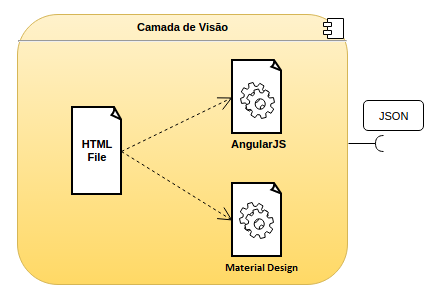 Camada de Visão
HTML
File
AngularJS
JSON
Material Design